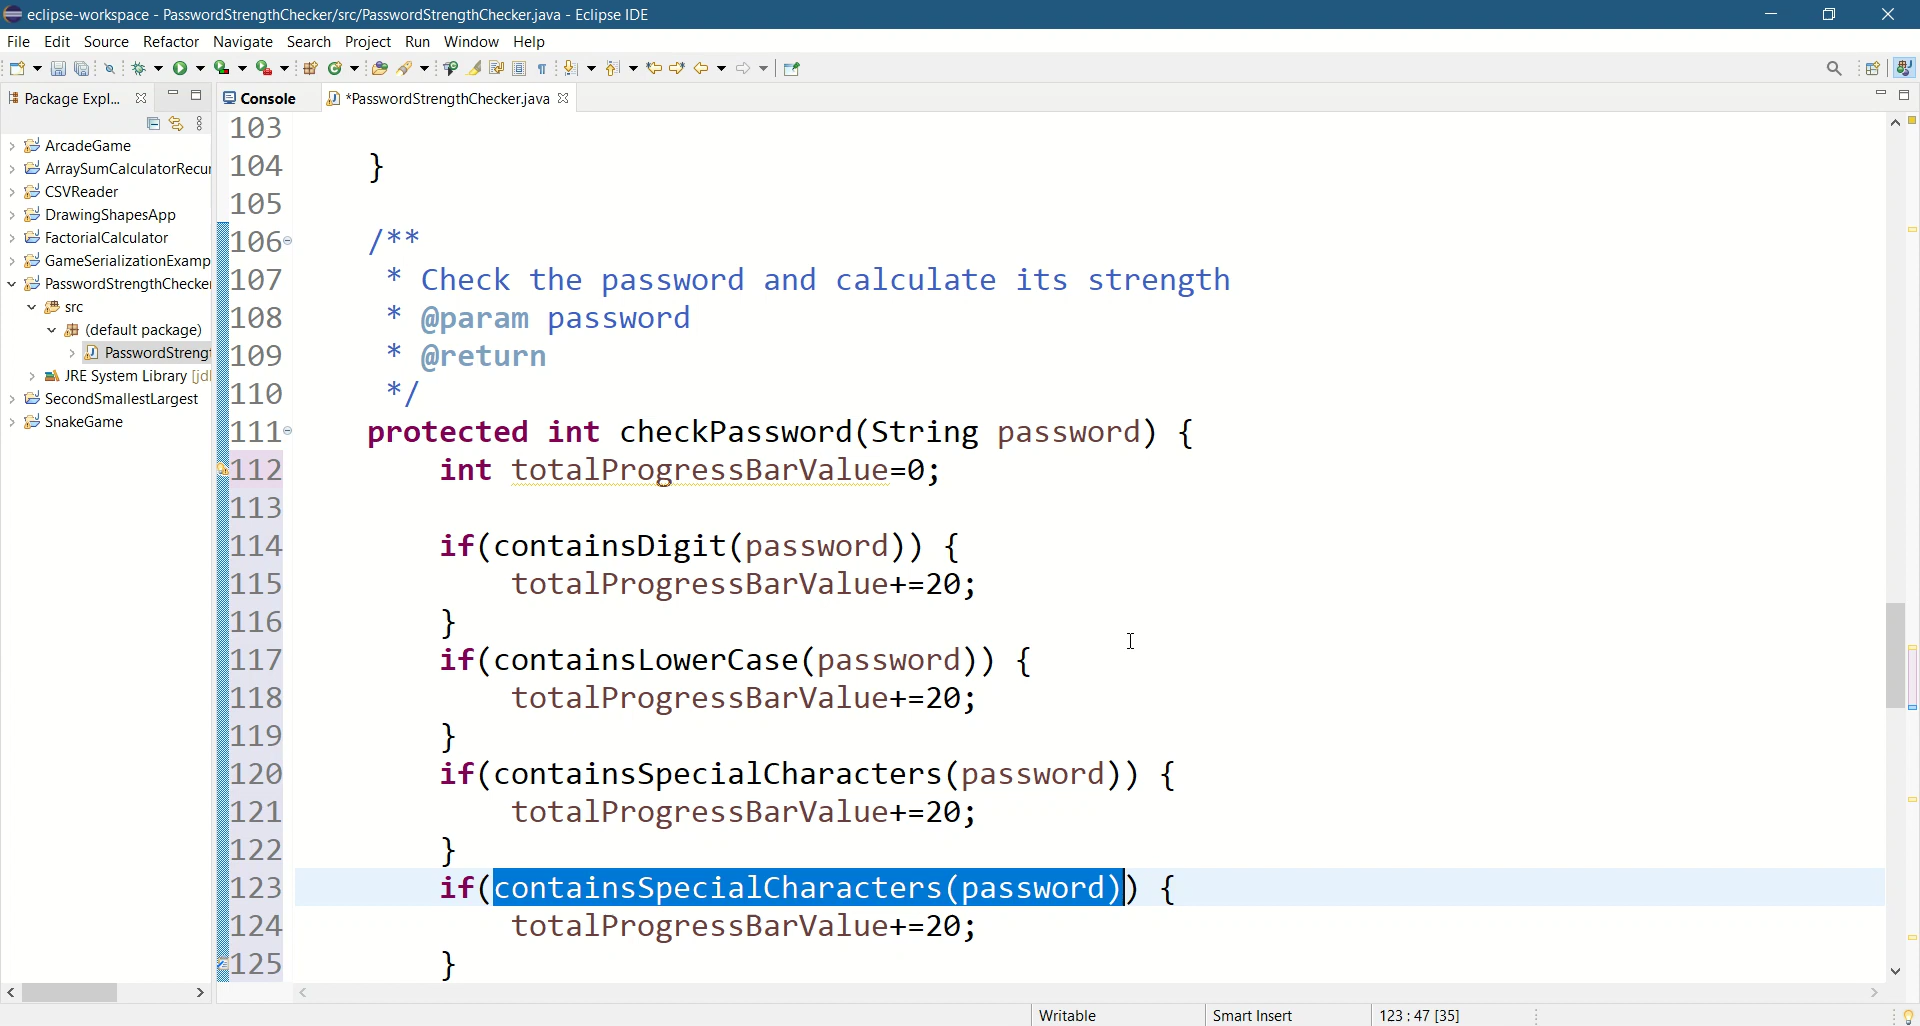 eclipse-workspace - PasswordStrengthChecker/src/PasswordStrengthChecker.java - Eclipse IDE
File Edit Source Refactor Navigate Search Project Run Window Help
Package Expl...
Console
*PasswordStrengthChecker.java
ArcadeGame
ArraySumCalculatorRecur
CSVReader
DrawingShapesApp
FactorialCalculator
GameSerializationExamp
PasswordStrengthChecker
src
(default package)
PasswordStrengt
JRE System Library [jdl
SecondSmallestLargest
SnakeGame
103
104 }
105
106 /**
107 * Check the password and calculate its strength
108 * @param password
109 * @return
110 */
111 protected int checkPassword(String password) {
112 int totalProgressBarValue=0;
113
114 if(containsDigit(password)) {
115 totalProgressBarValue+=20;
116 }
117 if(containsLowerCase(password)) {
118 totalProgressBarValue+=20;
119 }
120 if(containsSpecialCharacters(password)) {
121 totalProgressBarValue+=20;
122 }
123 if(containsSpecialCharacters(password)) {
124 totalProgressBarValue+=20;
125 }
Writable Smart Insert 123 : 47 [35]